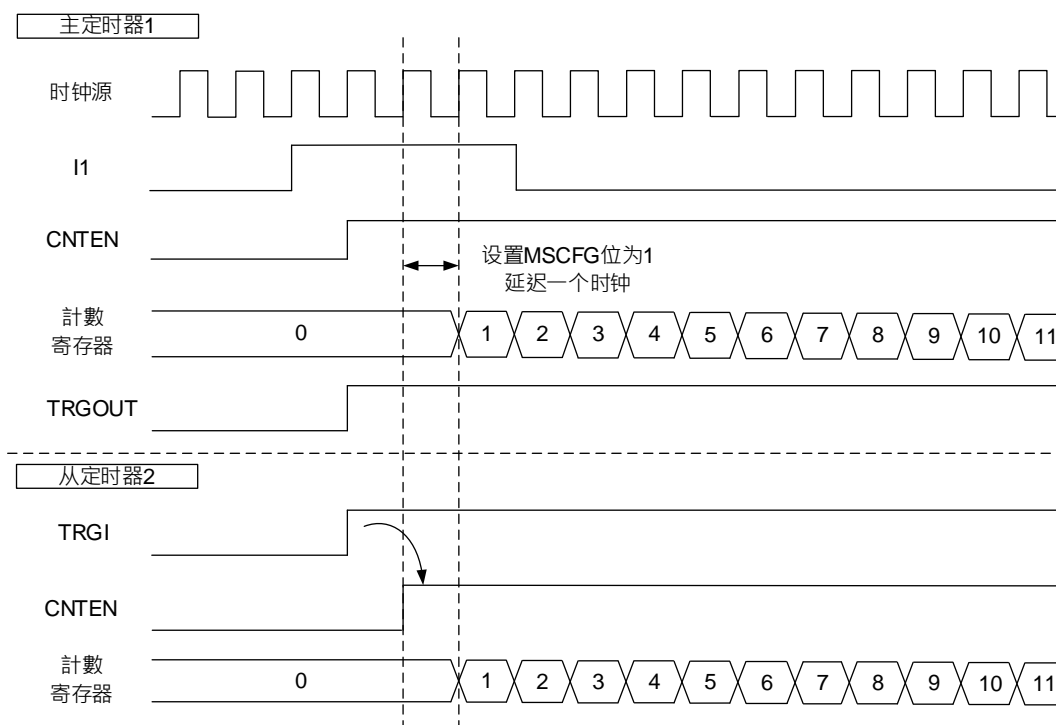 主定时器1
时钟源
I1
CNTEN
设置MSCFG位为1
延迟一个时钟
計數
寄存器
0 1 2 3 4 5 6 7 8 9 10 11
TRGOUT
从定时器2
TRGI
CNTEN
計數
寄存器
0 1 2 3 4 5 6 7 8 9 10 11